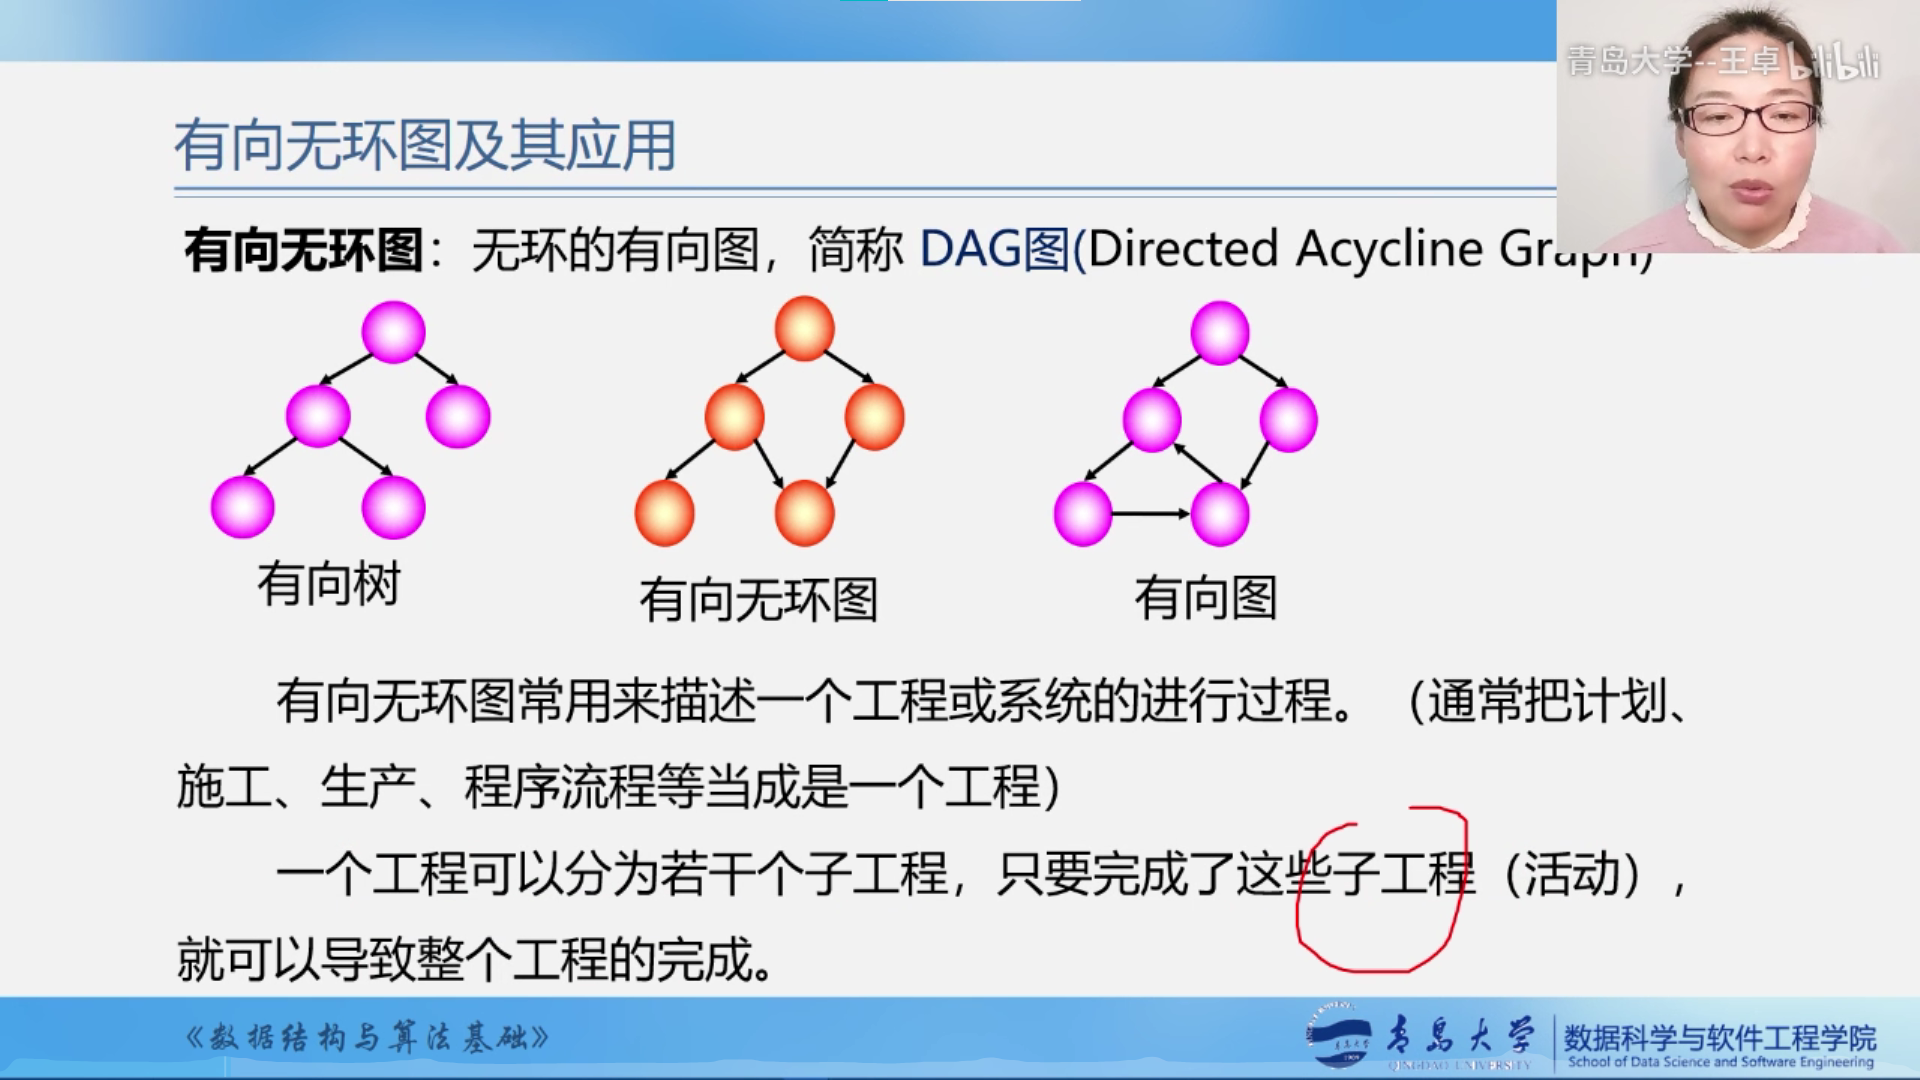 青岛大学--王卓 bilibili
有向无环图及其应用
有向无环图：无环的有向图，简称 DAG图(Directed Acycline Graph)
有向树
有向无环图
有向图
有向无环图常用来描述一个工程或系统的进行过程。（通常把计划、
施工、生产、程序流程等当成是一个工程）
一个工程可以分为若干个子工程，只要完成了这些子工程（活动），
就可以导致整个工程的完成。
《数据结构与算法基础》
青岛大学
QINGDAO UNIVERSITY
数据科学与软件工程学院
School of Data Science and Software Engineering